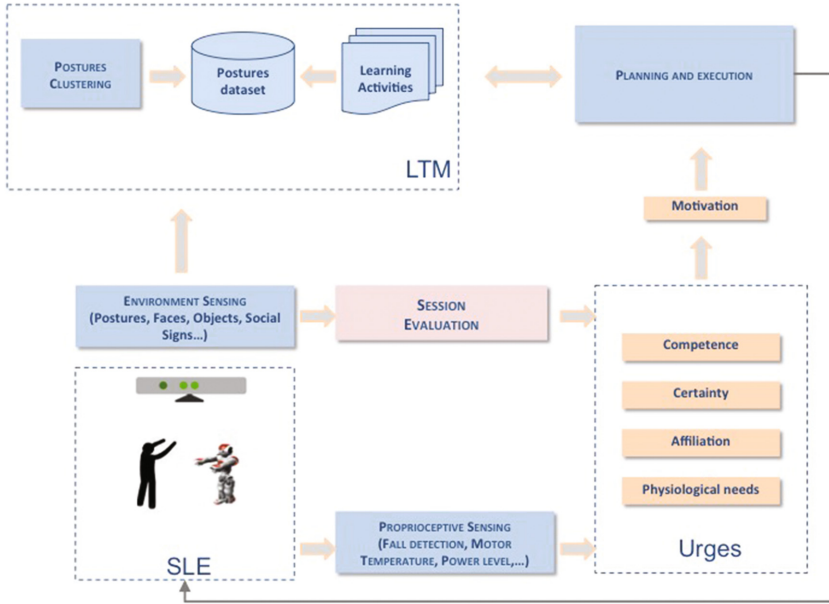 POSTURES
CLUSTERING
Postures
dataset
Learning
Activities
LTM
PLANNING AND EXECUTION
Motivation
ENVIRONMENT SENSING
(Postures, Faces, Objects, Social
Signs...)
SESSION
EVALUATION
Competence
Certainty
Affiliation
Physiological needs
Urges
SLE
PROPRIOCEPTIVE SENSING
(FALL DETECTION, MOTOR
TEMPERATURE, POWER LEVEL,...)